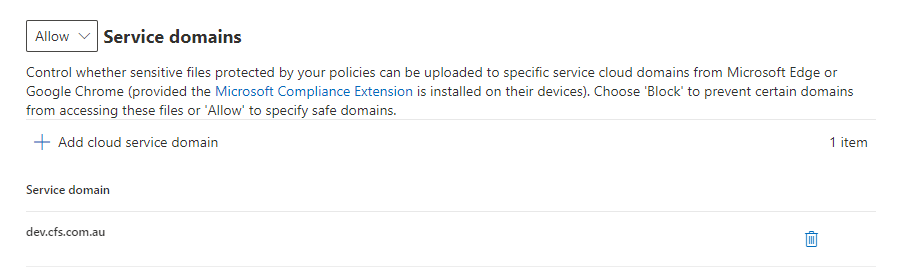 Allow Service domains
Control whether sensitive files protected by your policies can be uploaded to specific service cloud domains from Microsoft Edge or
Google Chrome (provided the Microsoft Compliance Extension is installed on their devices). Choose 'Block' to prevent certain domains
from accessing these files or 'Allow' to specify safe domains.
Add cloud service domain 1 item
Service domain
dev.cfs.com.au